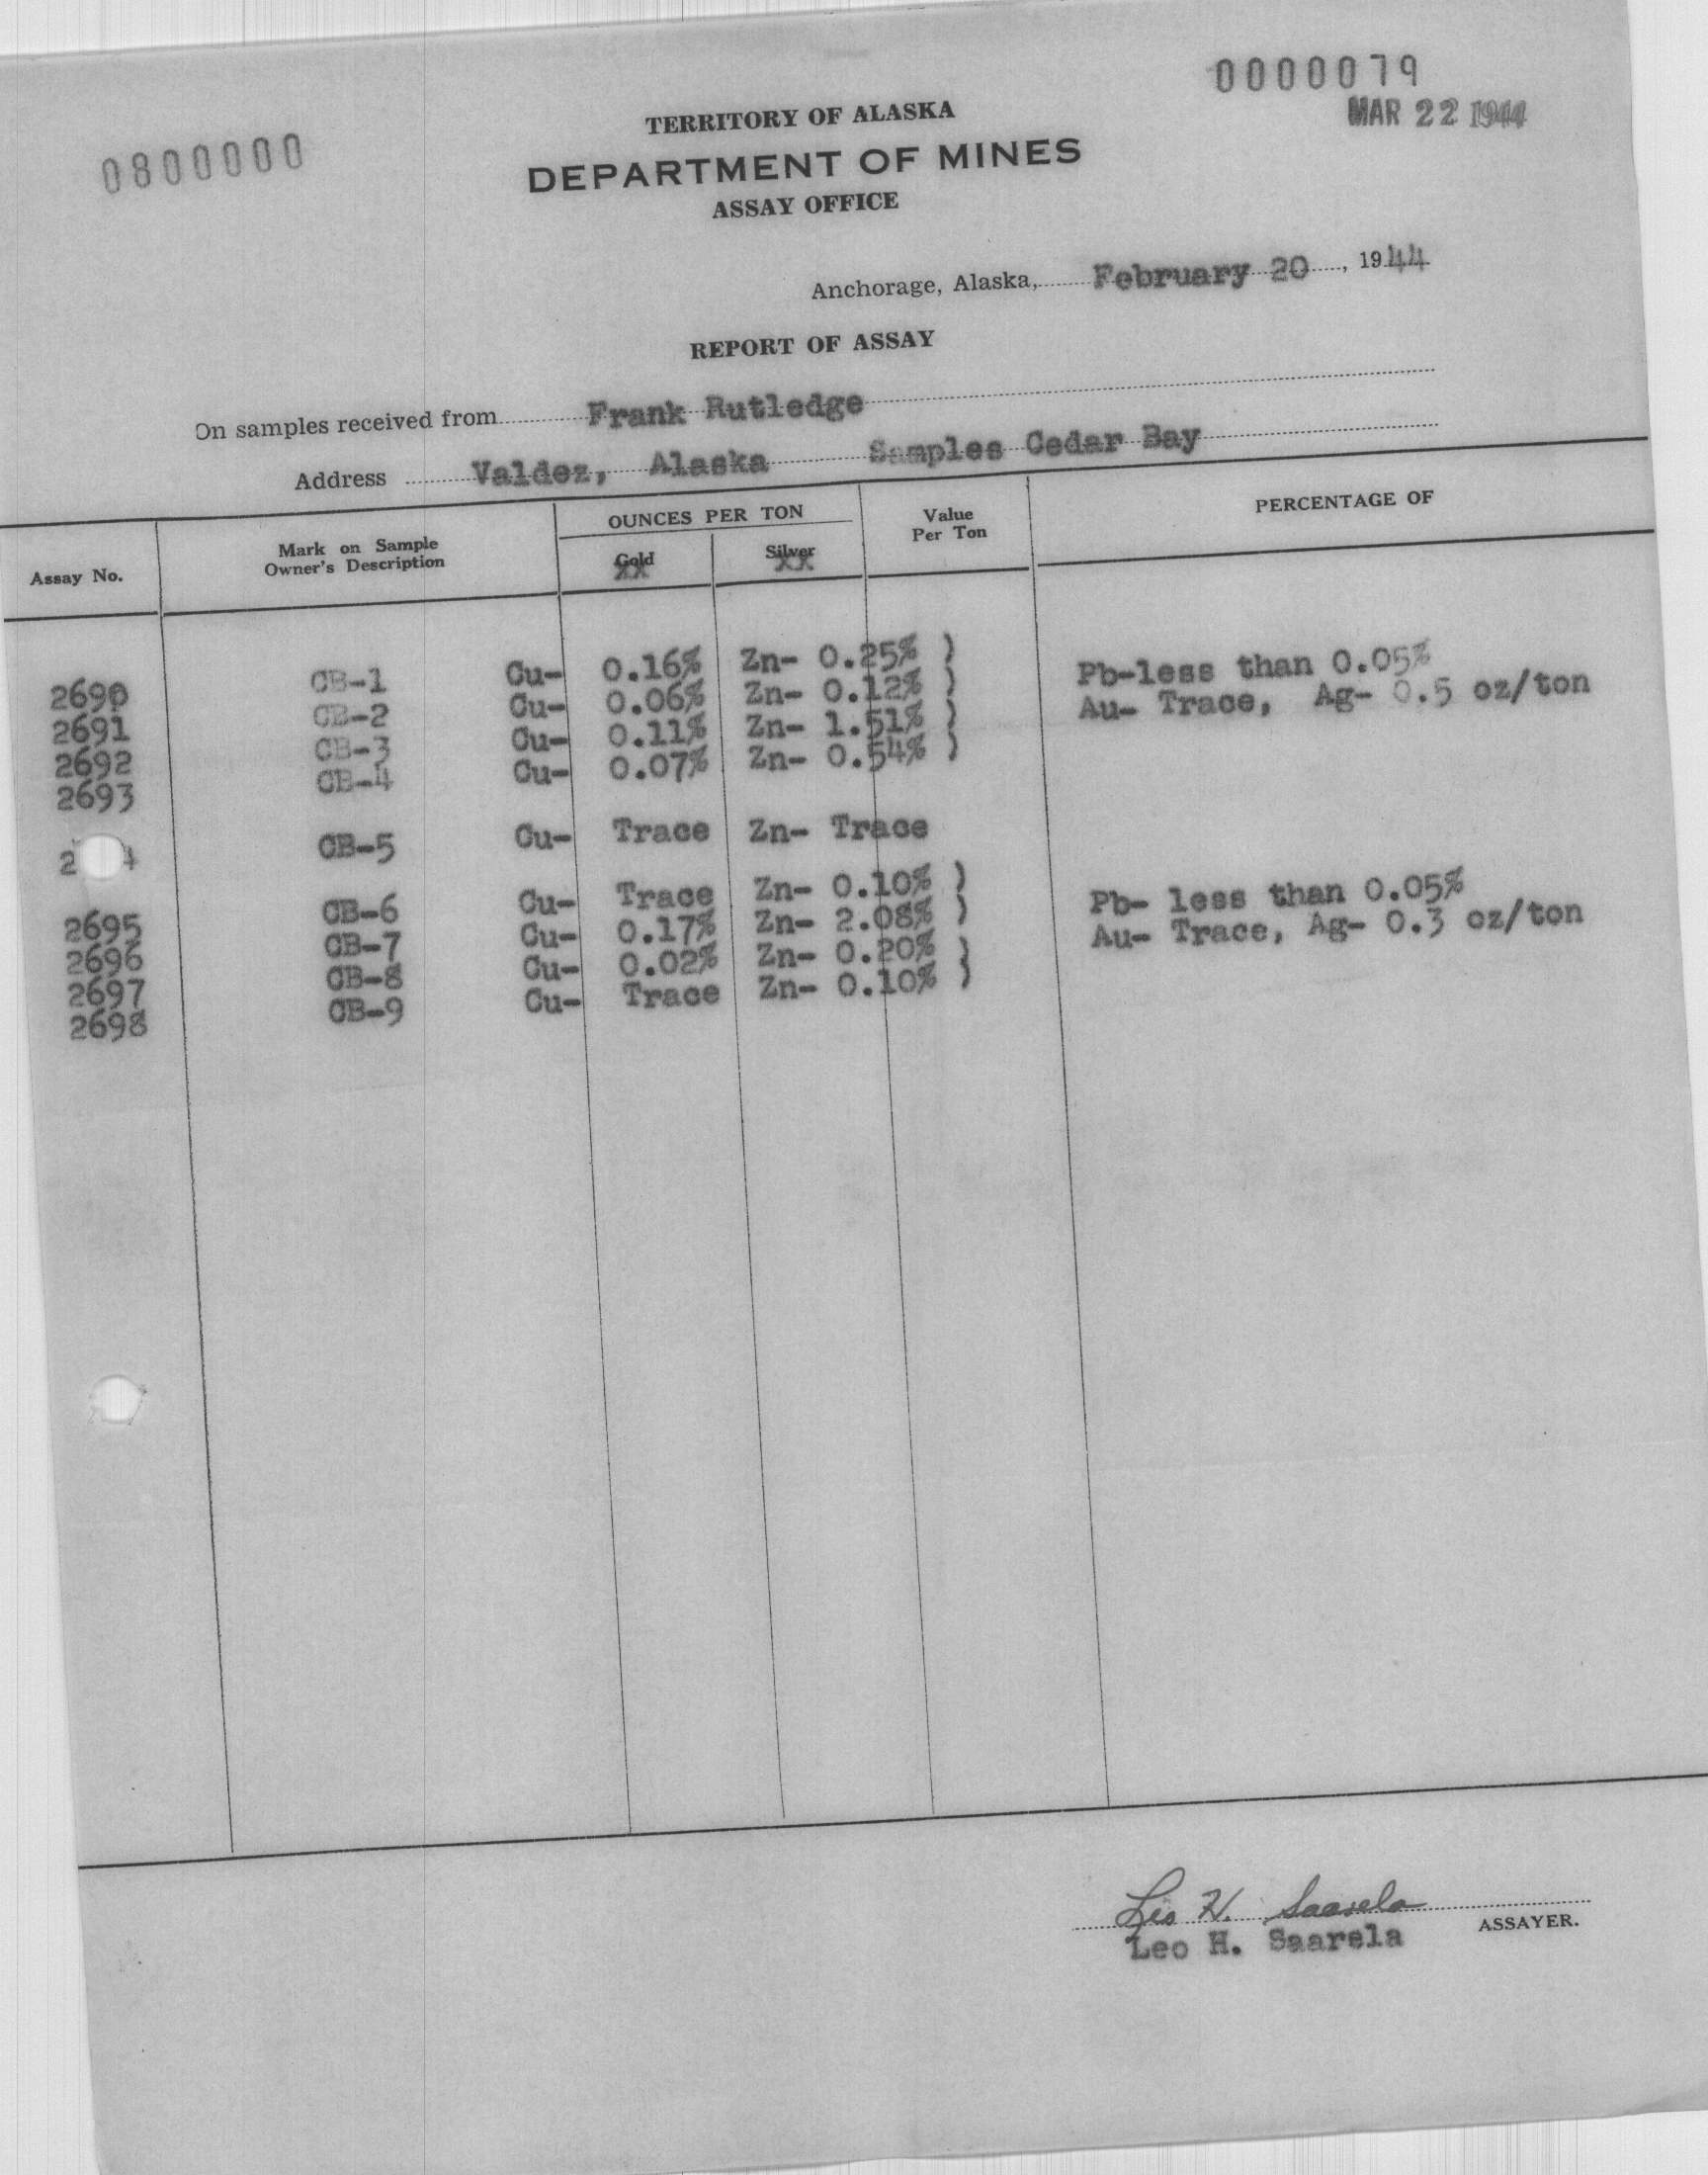 0000079
MAR 22 1944
0800000
TERRITORY OF ALASKA
DEPARTMENT OF MINES
ASSAY OFFICE
Anchorage, Alaska, February 20, 1944
REPORT OF ASSAY
On samples received from Frank Rutledge
Address Valdez, Alaska Samples Cedar Bay
Assay No. Mark on Sample Owner's Description OUNCES PER TON Gold Silver Value Per Ton PERCENTAGE OF
2690 CB-1 Cu- 0.16% Zn- 0.25% ) Pb-less than 0.05%
2691 CB-2 Cu- 0.06% Zn- 0.12% ) Au- Trace, Ag- 0.5 oz/ton
2692 CB-3 Cu- 0.11% Zn- 1.51% )
2693 CB-4 Cu- 0.07% Zn- 0.54% )
2 4 CB-5 Cu- Trace Zn- Trace
2695 CB-6 Cu- Trace Zn- 0.10% ) Pb- less than 0.05%
2696 CB-7 Cu- 0.17% Zn- 2.08% ) Au- Trace, Ag- 0.3 oz/ton
2697 CB-8 Cu- 0.02% Zn- 0.20% )
2698 CB-9 Cu- Trace Zn- 0.10% )
Leo H. Saarela
Leo H. Saarela ASSAYER.